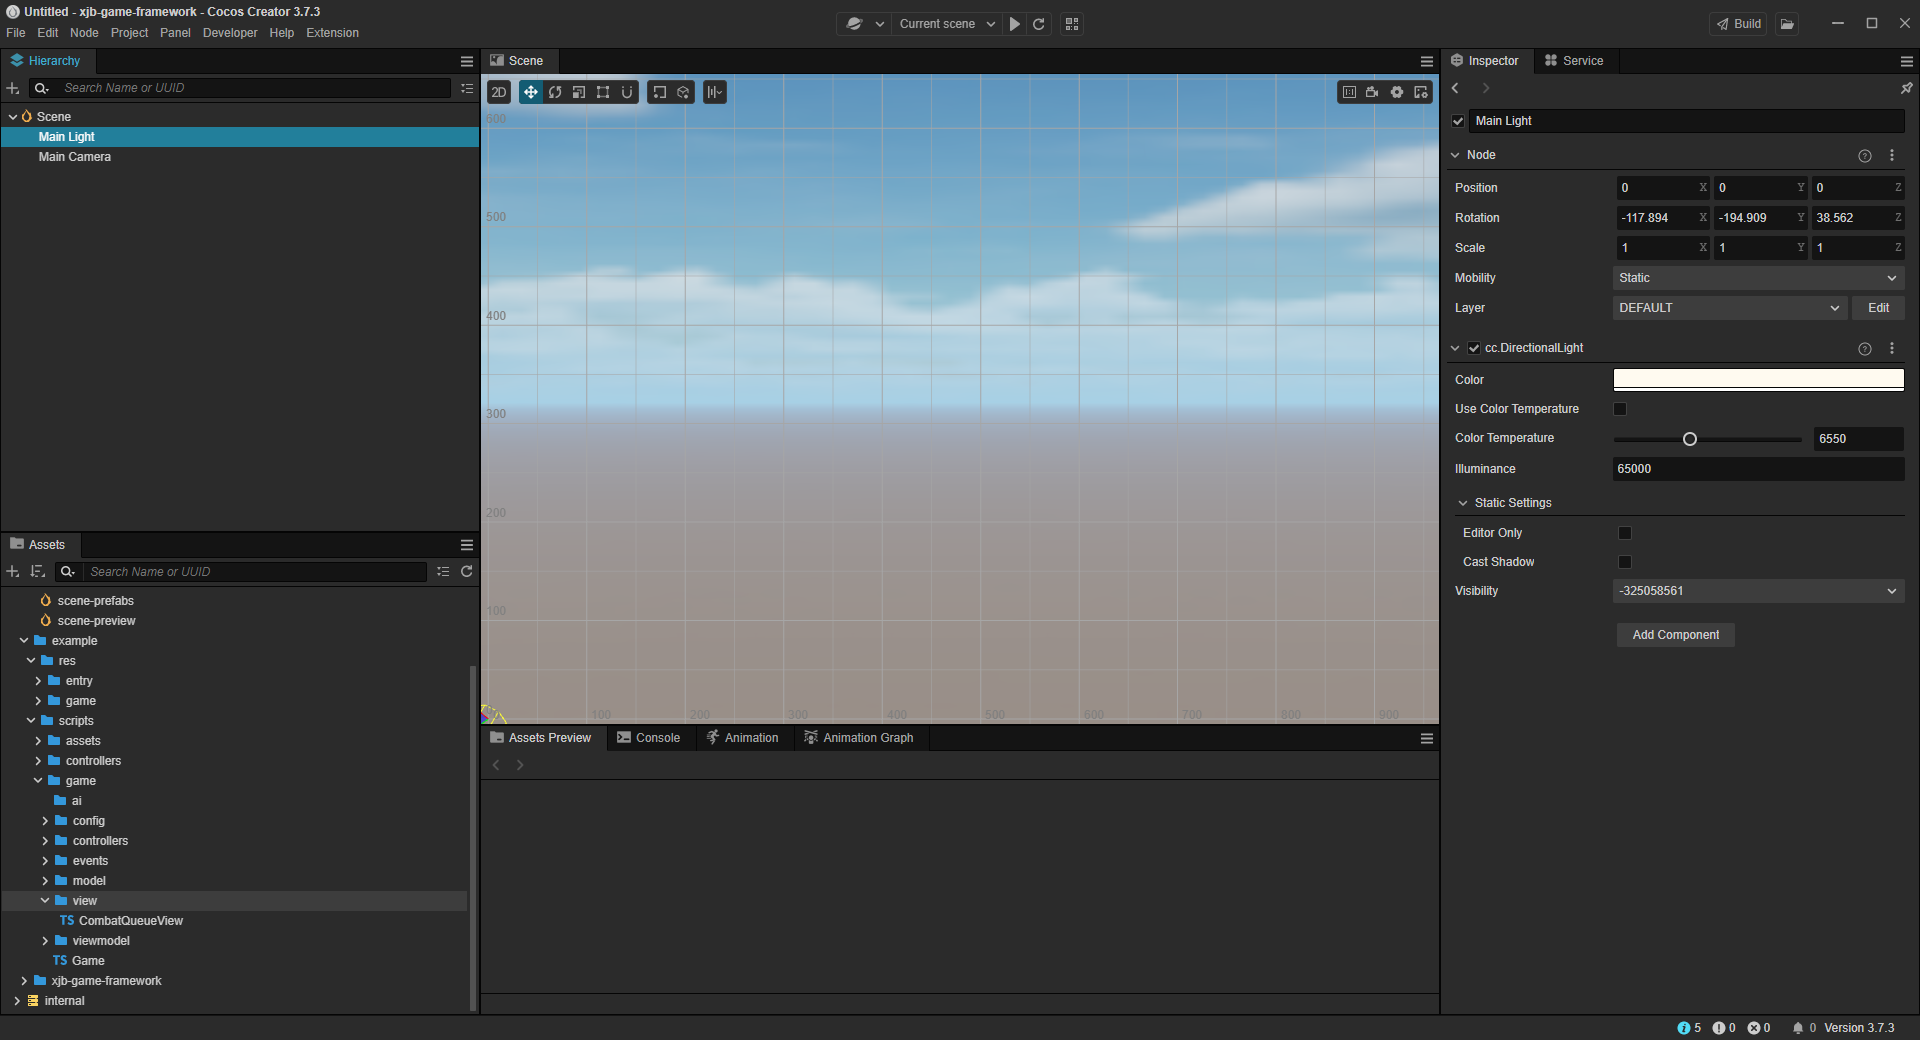 Untitled - xjb-game-framework - Cocos Creator 3.7.3
File Edit Node Project Panel Developer Help Extension
Current scene
Build
Hierarchy
Search Name or UUID
Scene
Main Light
Main Camera
Assets
Search Name or UUID
scene-prefabs
scene-preview
example
res
entry
game
scripts
assets
controllers
game
ai
config
controllers
events
model
view
TS CombatQueueView
viewmodel
TS Game
xjb-game-framework
internal
Scene
2D
600
500
400
300
200
100
100 200 300 400 500 600 700 800 900
Assets Preview Console Animation Animation Graph
Inspector Service
Main Light
Node
Position 0 X 0 Y 0 Z
Rotation -117.894 X -194.909 Y 38.562 Z
Scale 1 X 1 Y 1 Z
Mobility Static
Layer DEFAULT Edit
cc.DirectionalLight
Color
Use Color Temperature
Color Temperature 6550
Illuminance 65000
Static Settings
Editor Only
Cast Shadow
Visibility -325058561
Add Component
5 0 0 0 Version 3.7.3